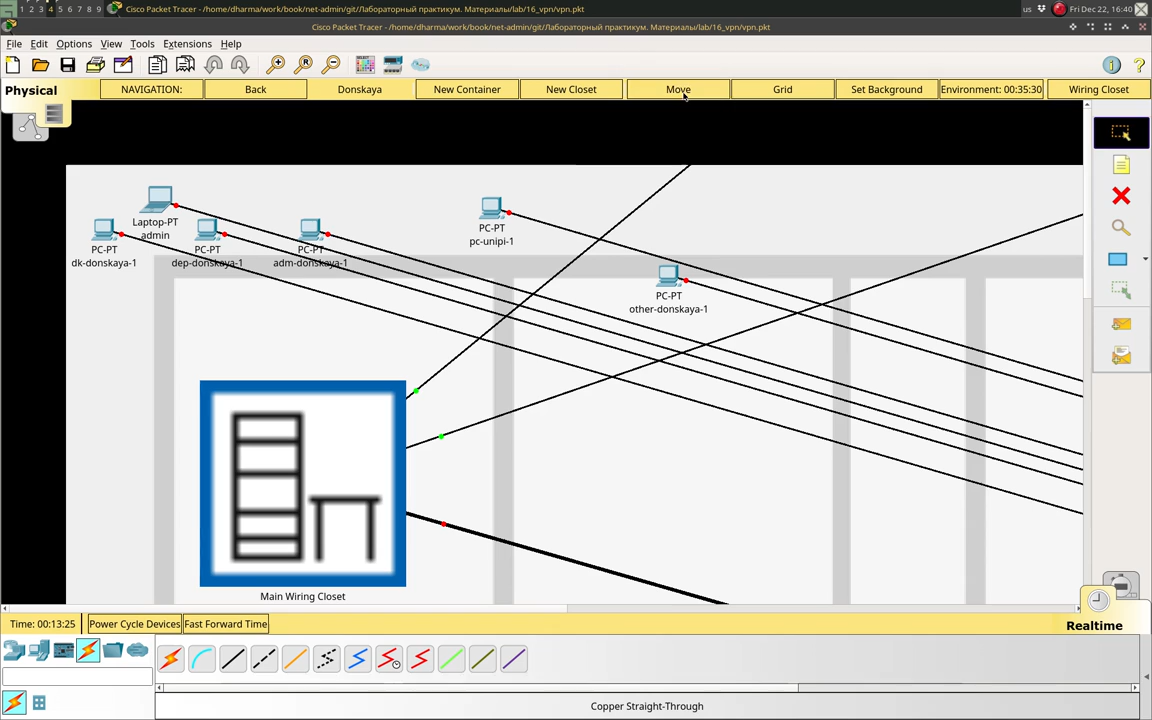 1 2 3 4 5 6 7 8 9 Cisco Packet Tracer - /home/dharma/work/book/net-admin/git/Лабораторный практикум. Материалы/lab/16_vpn/vpn.pkt us Fri Dec 22, 16:40
Cisco Packet Tracer - /home/dharma/work/book/net-admin/git/Лабораторный практикум. Материалы/lab/16_vpn/vpn.pkt
File Edit Options View Tools Extensions Help
Physical NAVIGATION: Back Donskaya New Container New Closet Move Grid Set Background Environment: 00:35:30 Wiring Closet
Laptop-PT
admin
PC-PT
dk-donskaya-1
PC-PT
dep-donskaya-1
PC-PT
adm-donskaya-1
PC-PT
pc-unipi-1
PC-PT
other-donskaya-1
Main Wiring Closet
Time: 00:13:25 Power Cycle Devices Fast Forward Time Realtime
Copper Straight-Through